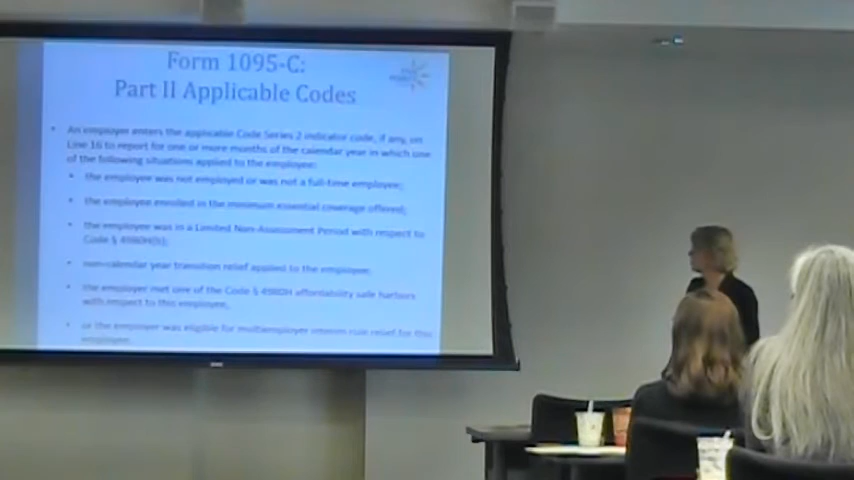 Form 1095-C:
Part II Applicable Codes
• An employer enters the applicable Code Series 2 indicator code, if any, on
Line 16 to report for one or more months of the calendar year in which one
of the following situations applied to the employee:
• the employee was not employed or was not a full-time employee;
• the employee enrolled in the minimum essential coverage offered;
• the employee was in a Limited Non-Assessment Period with respect to
Code § 4980H(b);
• non-calendar year transition relief applied to the employee;
• the employer met one of the Code § 4980H affordability safe harbors
with respect to this employee;
• or the employer was eligible for multiemployer interim rule relief for this
employee.